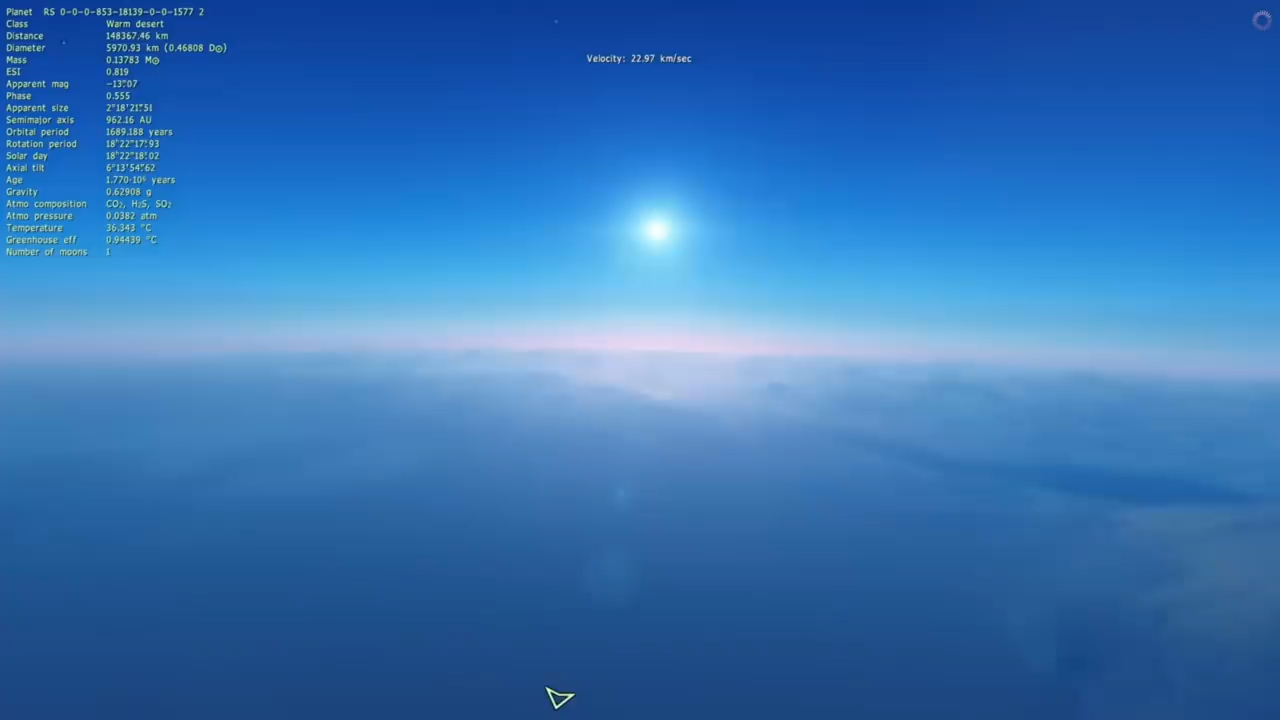 Planet RS 0-0-0-853-18139-0-0-1577 2
Class Warm desert
Distance 148367.46 km
Diameter 5970.93 km (0.46808 D⊙)
Mass 0.13783 M⊙
ESI 0.819
Apparent mag -13.07
Phase 0.555
Apparent size 2°18'21"51
Semimajor axis 962.16 AU
Orbital period 1689.188 years
Rotation period 18h22m17s93
Solar day 18h22m18s02
Axial tilt 6°13'54"62
Age 1.770·10⁶ years
Gravity 0.62908 g
Atmo composition CO₂, H₂S, SO₂
Atmo pressure 0.0382 atm
Temperature 36.343 °C
Greenhouse eff 0.94439 °C
Number of moons 1
Velocity: 22.97 km/sec